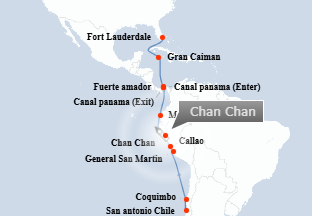 Fort Lauderdale
Gran Caiman
Fuerte amador
Canal panama (Enter)
Canal panama (Exit)
Chan Chan
Chan Chan
Callao
General San Martin
Coquimbo
San antonio Chile